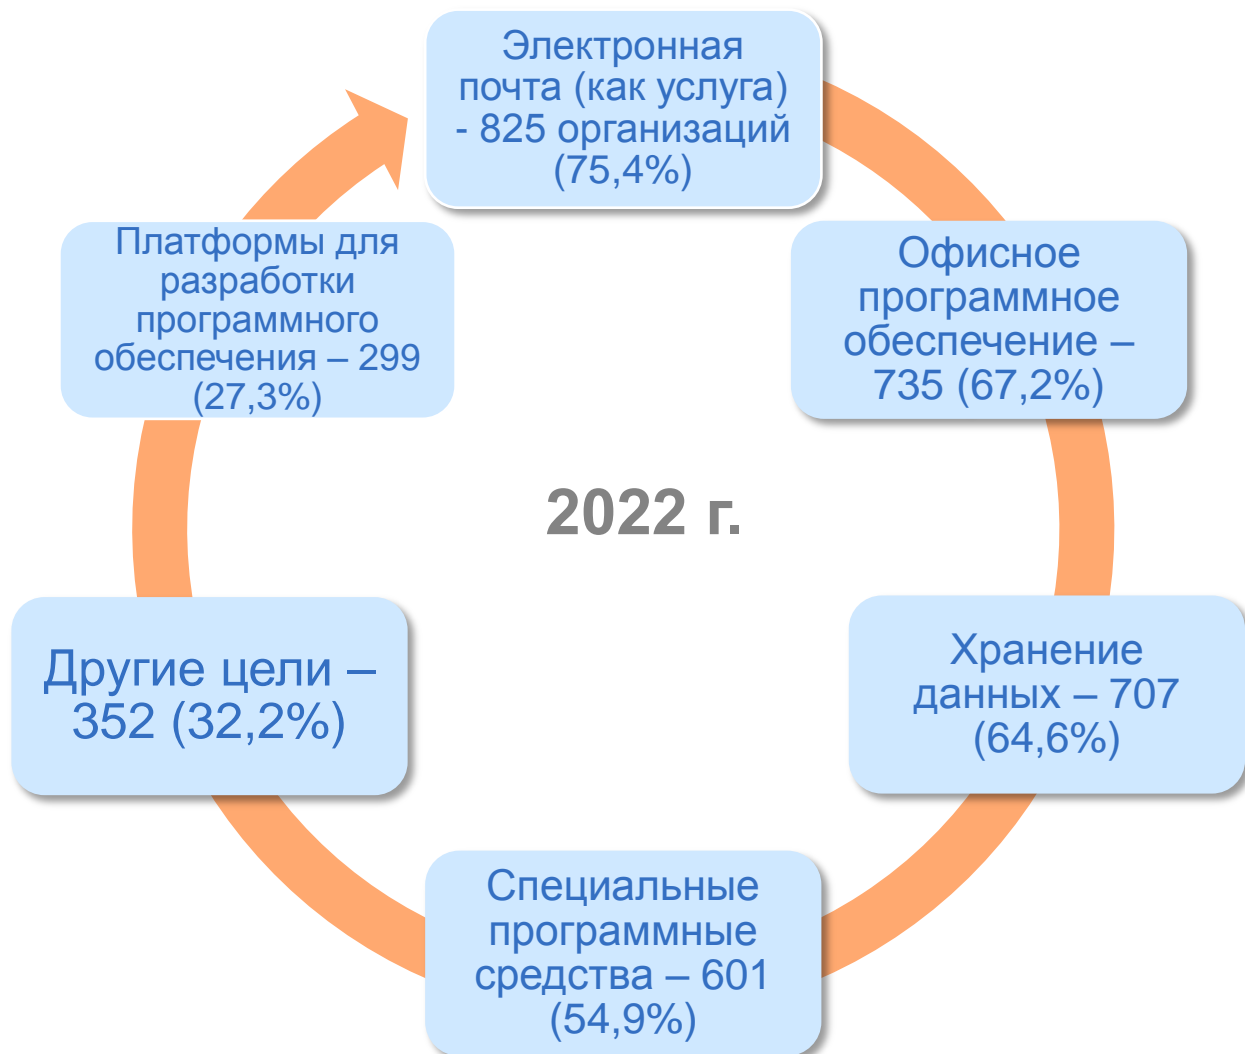 Электронная
почта (как услуга)
- 825 организаций
(75,4%)
Офисное
программное
обеспечение –
735 (67,2%)
Хранение
данных – 707
(64,6%)
Специальные
программные
средства – 601
(54,9%)
Другие цели –
352 (32,2%)
Платформы для
разработки
программного
обеспечения – 299
(27,3%)
2022 г.